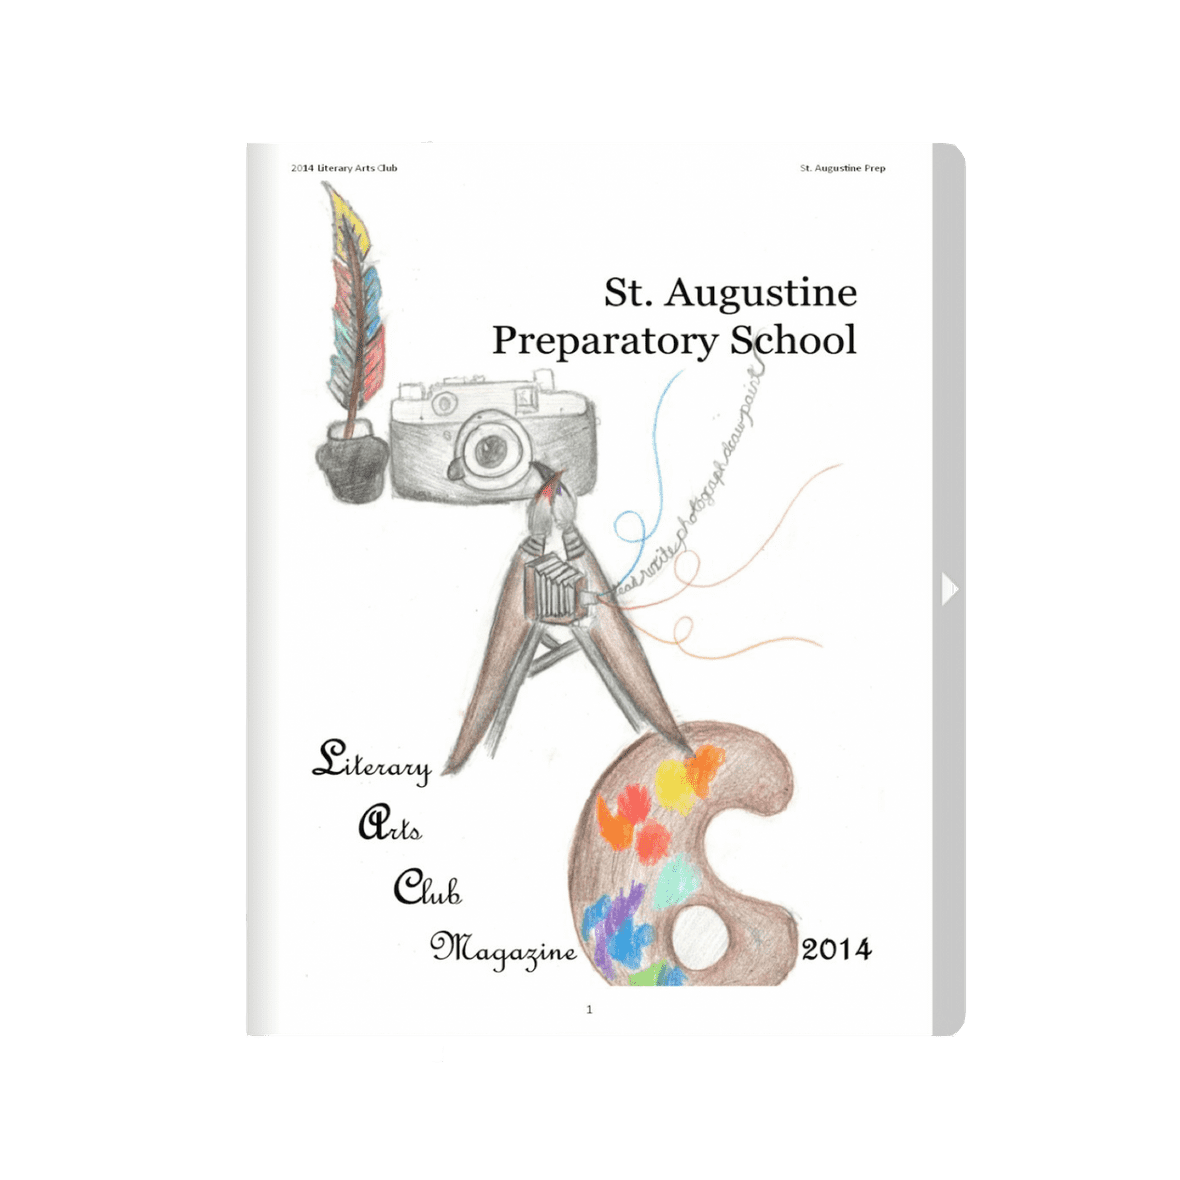 2014 Literary Arts Club
St. Augustine Prep
St. Augustine
Preparatory School
read write photograph draw paint
Literary
Arts
Club
Magazine
2014
1